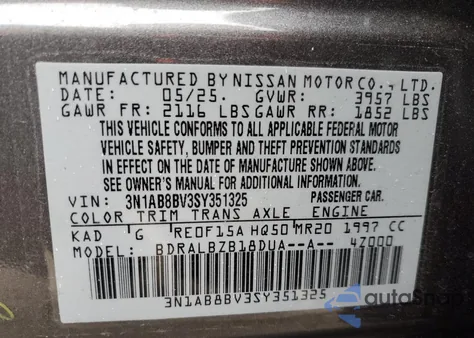 MANUFACTURED BY NISSAN MOTOR CO., LTD.
DATE: 05/25. GVWR: 3957 LBS
GAWR FR: 2116 LBS GAWR RR: 1852 LBS
THIS VEHICLE CONFORMS TO ALL APPLICABLE FEDERAL MOTOR
VEHICLE SAFETY, BUMPER AND THEFT PREVENTION STANDARDS
IN EFFECT ON THE DATE OF MANUFACTURE SHOWN ABOVE.
SEE OWNER'S MANUAL FOR ADDITIONAL INFORMATION
VIN: 3N1AB8BV3SY351325 PASSENGER CAR.
COLOR TRIM TRANS AXLE ENGINE
KAD G RE0F15A HQ50 MR20 1997 CC
MODEL: BDRALBZB18DUA--A-- 4Z000
3N1AB8BV3SY351325
autoSnap